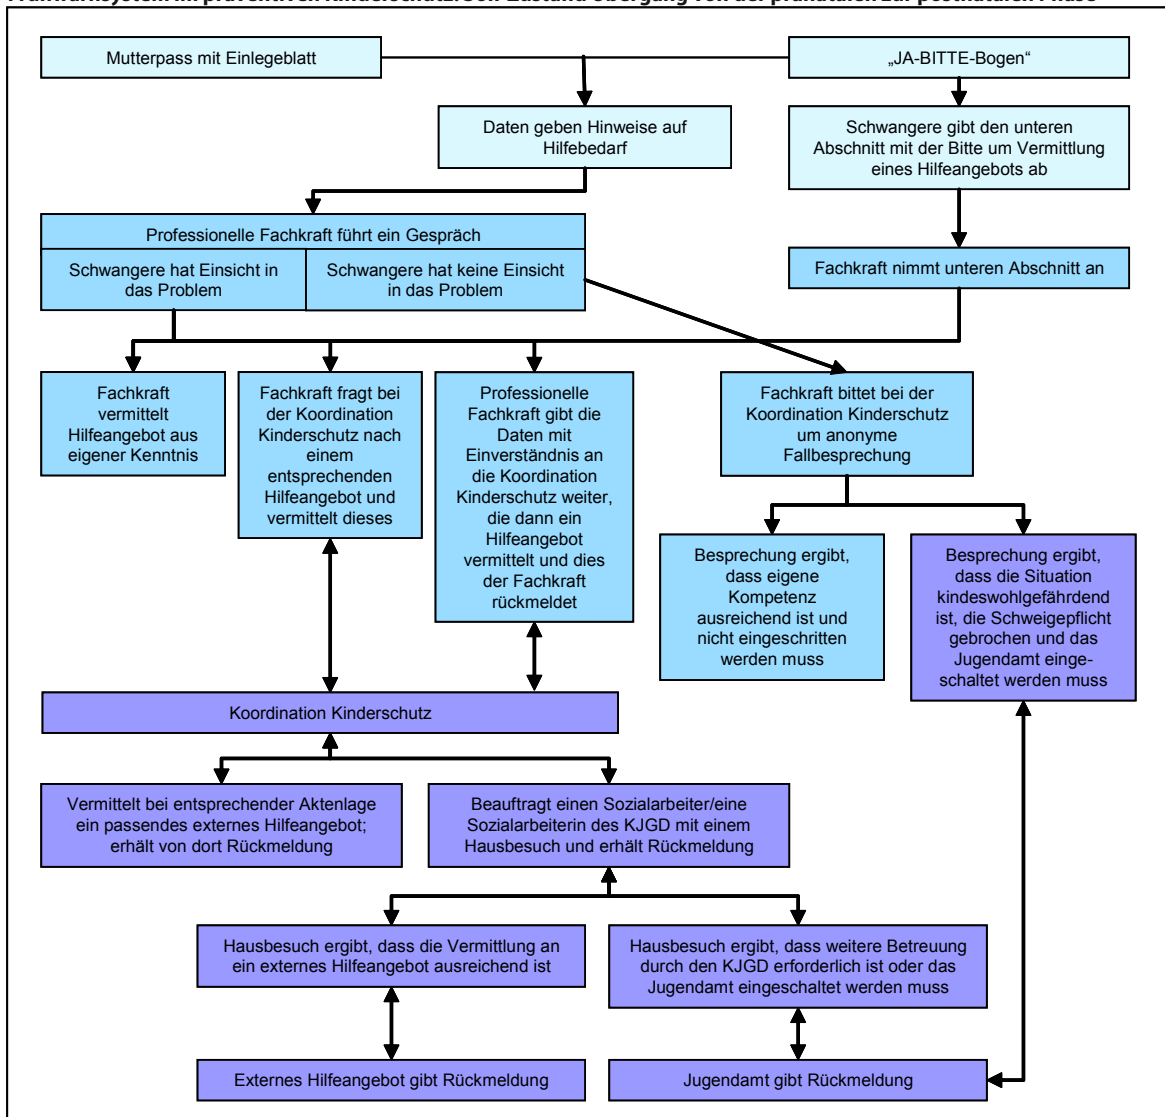 Mutterpass mit Einlegeblatt
„JA-BITTE-Bogen“
Daten geben Hinweise auf
Hilfebedarf
Schwangere gibt den unteren
Abschnitt mit der Bitte um Vermittlung
eines Hilfeangebots ab
Professionelle Fachkraft führt ein Gespräch
Schwangere hat Einsicht in
das Problem
Schwangere hat keine Einsicht
in das Problem
Fachkraft nimmt unteren Abschnitt an
Fachkraft
vermittelt
Hilfeangebot aus
eigener Kenntnis
Fachkraft fragt bei
der Koordination
Kinderschutz nach
einem
entsprechenden
Hilfeangebot und
vermittelt dieses
Professionelle
Fachkraft gibt die
Daten mit
Einverständnis an
die Koordination
Kinderschutz weiter,
die dann ein
Hilfeangebot
vermittelt und dies
der Fachkraft
rückmeldet
Fachkraft bittet bei der
Koordination Kinderschutz
um anonyme
Fallbesprechung
Besprechung ergibt,
dass eigene
Kompetenz
ausreichend ist und
nicht eingeschritten
werden muss
Besprechung ergibt,
dass die Situation
kindeswohlgefährdend
ist, die Schweigepflicht
gebrochen und das
Jugendamt einge-
schaltet werden muss
Koordination Kinderschutz
Vermittelt bei entsprechender Aktenlage
ein passendes externes Hilfeangebot;
erhält von dort Rückmeldung
Beauftragt einen Sozialarbeiter/eine
Sozialarbeiterin des KJGD mit einem
Hausbesuch und erhält Rückmeldung
Hausbesuch ergibt, dass die Vermittlung an
ein externes Hilfeangebot ausreichend ist
Hausbesuch ergibt, dass weitere Betreuung
durch den KJGD erforderlich ist oder das
Jugendamt eingeschaltet werden muss
Externes Hilfeangebot gibt Rückmeldung
Jugendamt gibt Rückmeldung